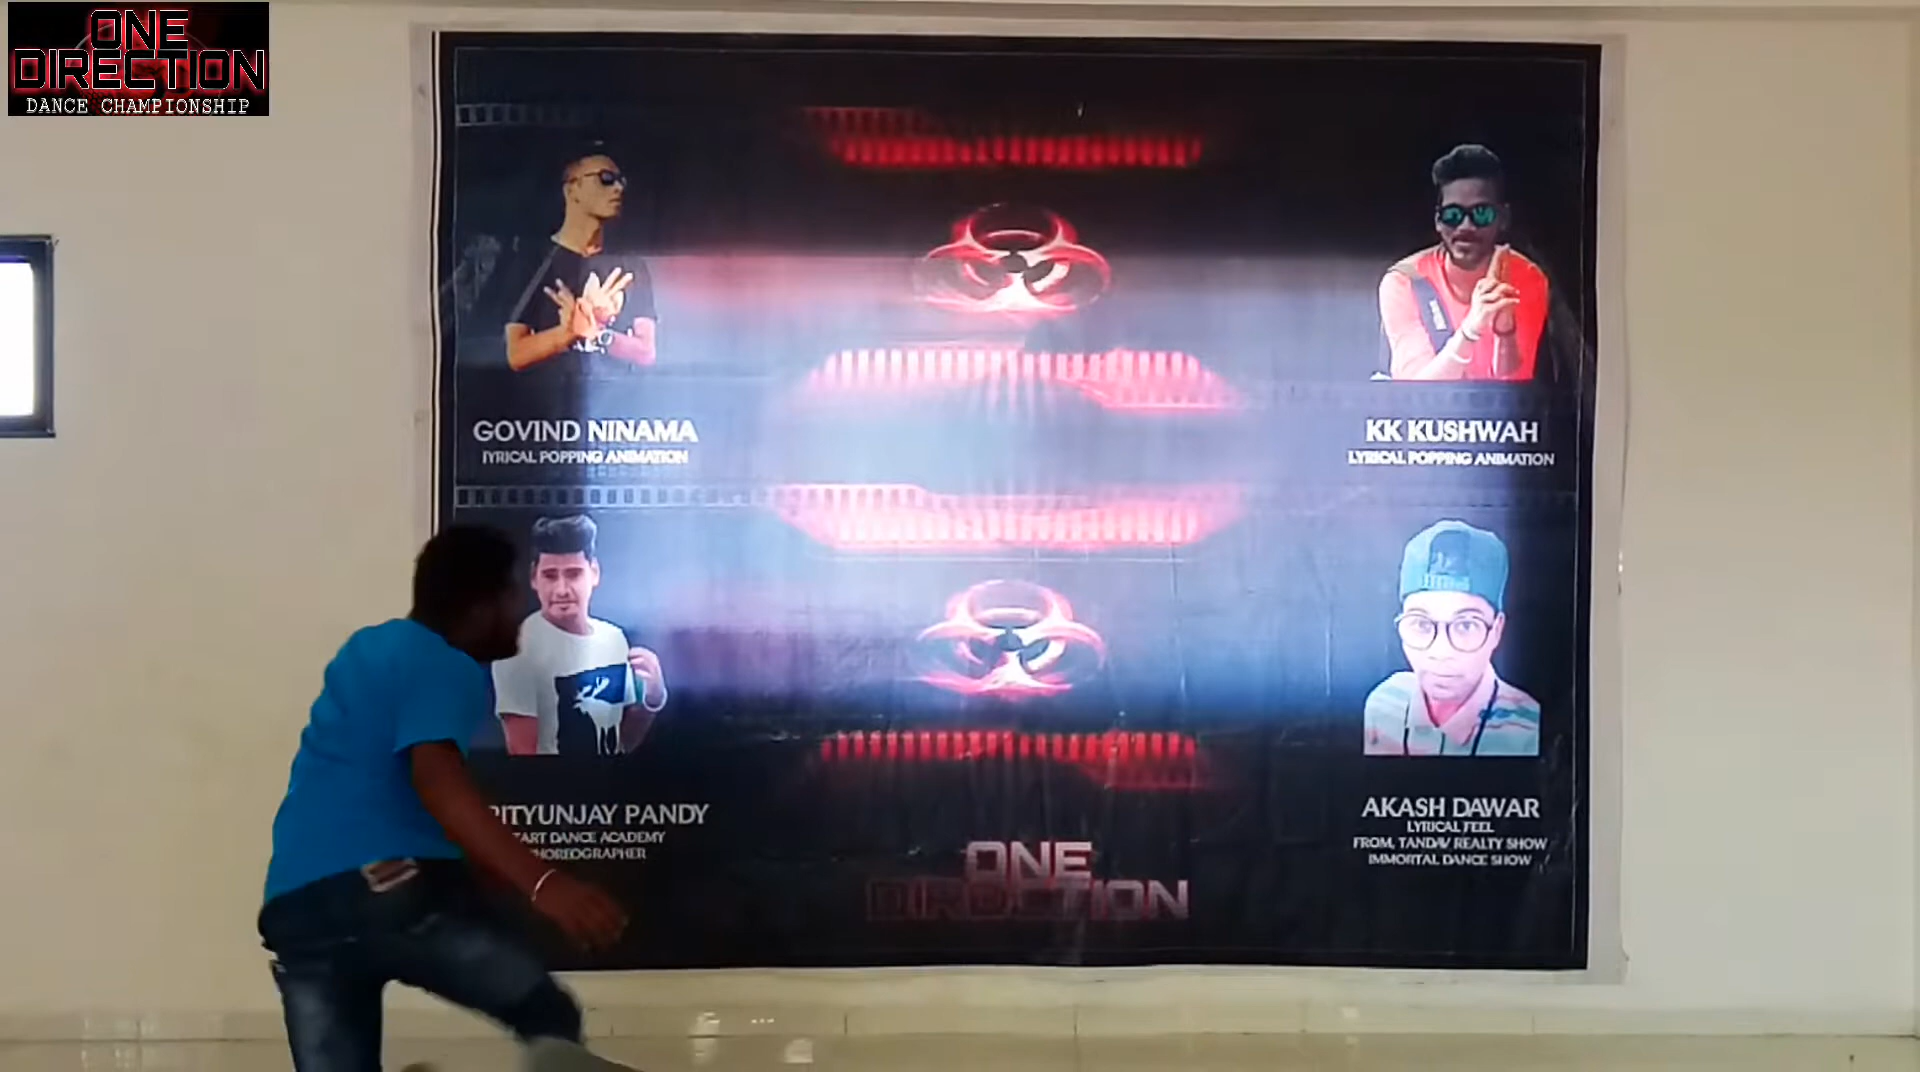 ONE
DIRECTION
DANCE CHAMPIONSHIP
GOVIND NINAMA
LYRICAL POPPING ANIMATION
KK KUSHWAH
LYRICAL POPPING ANIMATION
PANDY
DANCE ACADEMY
AKASH DAWAR
LYRICAL FEEL
FROM, TANDAV REALTY SHOW
IMMORTAL DANCE SHOW
ONE
DIRECTION